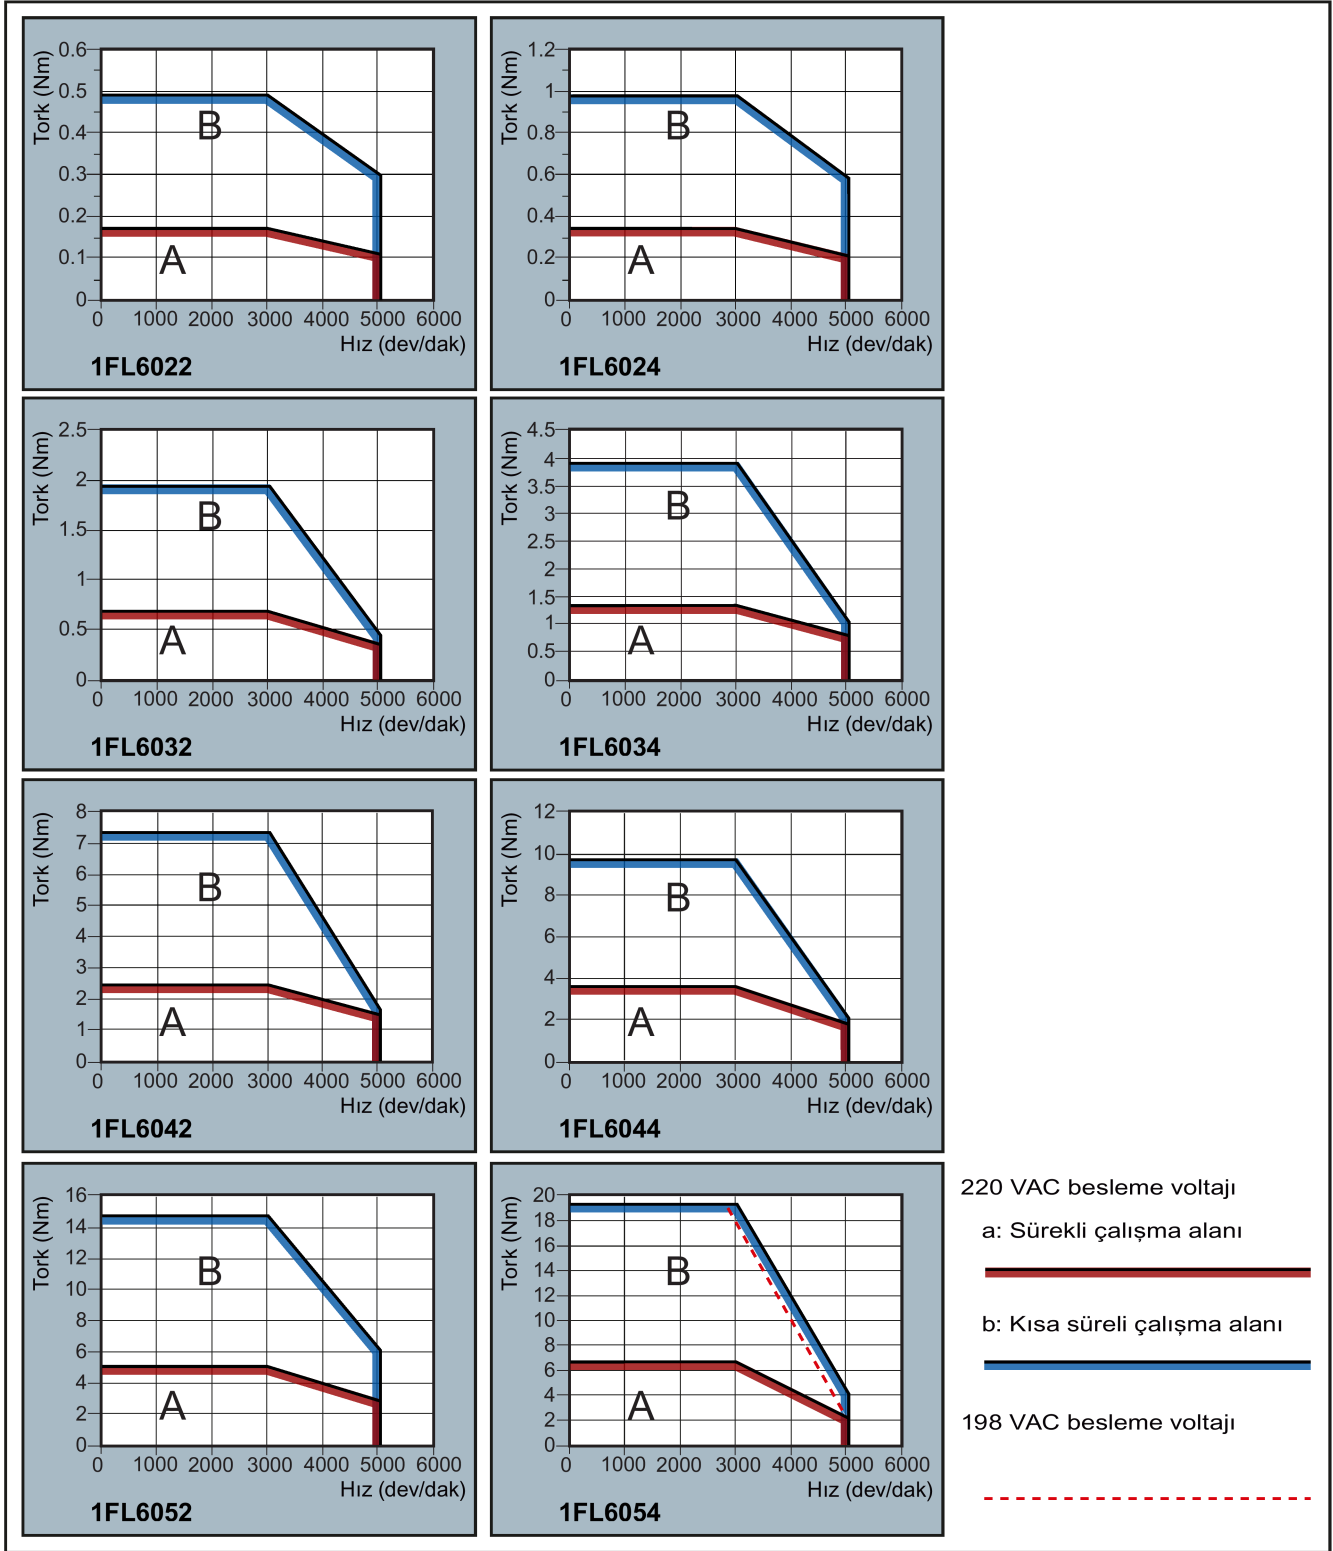 Tork (Nm)
0.6
0.5
0.4
0.3
0.2
0.1
0
B
A
0 1000 2000 3000 4000 5000 6000
Hız (dev/dak)
1FL6022
Tork (Nm)
1.2
1
0.8
0.6
0.4
0.2
0
B
A
0 1000 2000 3000 4000 5000 6000
Hız (dev/dak)
1FL6024
Tork (Nm)
2.5
2
1.5
1
0.5
0
B
A
0 1000 2000 3000 4000 5000 6000
Hız (dev/dak)
1FL6032
Tork (Nm)
4.5
4
3.5
3
2.5
2
1.5
1
0.5
0
B
A
0 1000 2000 3000 4000 5000 6000
Hız (dev/dak)
1FL6034
Tork (Nm)
8
7
6
5
4
3
2
1
0
B
A
0 1000 2000 3000 4000 5000 6000
Hız (dev/dak)
1FL6042
Tork (Nm)
12
10
8
6
4
2
0
B
A
0 1000 2000 3000 4000 5000 6000
Hız (dev/dak)
1FL6044
Tork (Nm)
16
14
12
10
8
6
4
2
0
B
A
0 1000 2000 3000 4000 5000 6000
Hız (dev/dak)
1FL6052
Tork (Nm)
20
18
16
14
12
10
8
6
4
2
0
B
A
0 1000 2000 3000 4000 5000 6000
Hız (dev/dak)
1FL6054
220 VAC besleme voltajı
a: Sürekli çalışma alanı
b: Kısa süreli çalışma alanı
198 VAC besleme voltajı